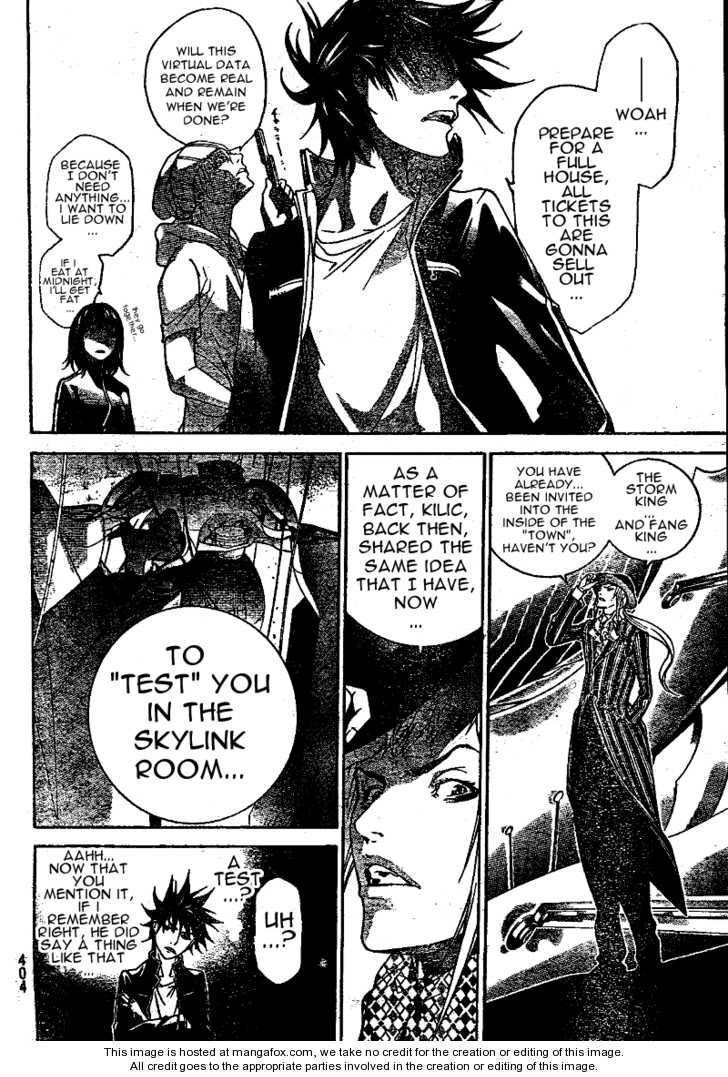 —
WOAH
...
PREPARE
FOR A
FULL
HOUSE,
ALL
TICKETS
TO THIS
ARE
GONNA
SELL
OUT
...
WILL THIS
VIRTUAL DATA
BECOME REAL
AND REMAIN
WHEN WE'RE
DONE?
BECAUSE
I DON'T
NEED
ANYTHING...
I WANT TO
LIE DOWN
...
IF I
EAT AT
MIDNIGHT,
I'LL GET
FAT
...
they go
together...
THE
STORM
KING
...
AND FANG
KING
...
YOU HAVE
ALREADY...
BEEN INVITED
INTO THE
INSIDE OF THE
"TOWN",
HAVEN'T YOU?
AS A
MATTER OF
FACT, KILIC,
BACK THEN,
SHARED THE
SAME IDEA
THAT I HAVE,
NOW
...
TO
"TEST" YOU
IN THE
SKYLINK
ROOM...
UH
...?
A
TEST
...?
AAHH...
NOW THAT
YOU
MENTION IT,
IF I
REMEMBER
RIGHT, HE DID
SAY A THING
LIKE THAT
...
404
This image is hosted at mangafox.com, we take no credit for the creation or editing of this image.
All credit goes to the appropriate parties involved in the creation or editing of this image.